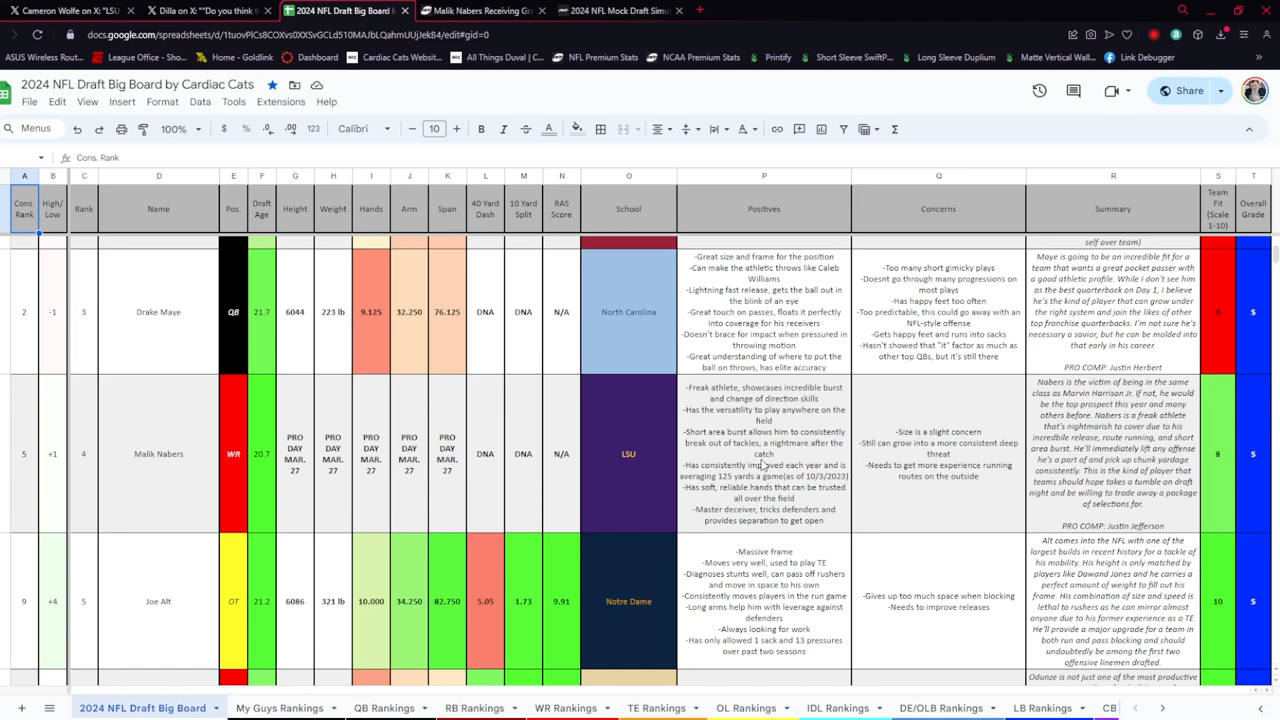 Cameron Wolfe on X: "LSU
Dilla on X: ""Do you think t
2024 NFL Draft Big Board b
Malik Nabers Receiving Gr
2024 NFL Mock Draft Simu
docs.google.com/spreadsheets/d/1tuovPlCs8COXvs0XXSvGCLd510MAJbLQahmUUjJekB4/edit#gid=0
ASUS Wireless Rout...
League Office - Sho...
Home - Goldlink
Dashboard
Cardiac Cats Websit...
All Things Duval | C...
NFL Premium Stats
NCAA Premium Stats
Printify
Short Sleeve SwiftP...
Long Sleeve Duplium
Matte Vertical Wall...
Link Debugger
2024 NFL Draft Big Board by Cardiac Cats
File Edit View Insert Format Data Tools Extensions Help
Share
Menus 100% $ % .0 .00 123 Calibri 10 B I
Cons. Rank
A B C D E F G H I J K L M N O P Q R S T
Cons. Rank
High/ Low
Rank
Name
Pos.
Draft Age
Height
Weight
Hands
Arm
Span
40 Yard Dash
10 Yard Split
RAS Score
School
Positives
Concerns
Summary
Team Fit (Scale 1-10)
Overall Grade
self over team)
2 -1 3 Drake Maye QB 21.7 6044 223 lb 9.125 32.250 76.125 DNA DNA N/A North Carolina
-Great size and frame for the position
-Can make the athletic throws like Caleb
Williams
-Lightning fast release, gets the ball out in
the blink of an eye
-Great touch on passes, floats it perfectly
into coverage for his receivers
-Doesn't brace for impact when pressured in
throwing motion
-Great understanding of where to put the
ball on throws, has elite accuracy
-Too many short gimicky plays
-Doesnt go through many progressions on
most plays
-Has happy feet too often
-Too predictable, this could go away with an
NFL-style offense
-Gets happy feet and runs into sacks
-Hasn't showed that "it" factor as much as
other top QBs, but it's still there
Maye is going to be an incredible fit for a
team that wants a great pocket passer with
a good athletic profile. While I don't see him
as the best quarterback on Day 1, I believe
he's the kind of player that can grow under
the right system and join the likes of other
top franchise quarterbacks. I'm not sure he's
necessary a savior, but he can be molded into
that early in his career.
PRO COMP: Justin Herbert
S
5 +1 4 Malik Nabers WR 20.7
PRO DAY MAR. 27
PRO DAY MAR. 27
PRO DAY MAR. 27
PRO DAY MAR. 27
PRO DAY MAR. 27
DNA DNA N/A LSU
-Freak athlete, showcases incredible burst
and change of direction skills
-Has the versatility to play anywhere on the
field
-Short area burst allows him to consistently
break out of tackles, a nightmare after the
catch
-Has consistently improved each year and is
averaging 125 yards a game(as of 10/3/2023)
-Has soft, reliable hands that can be trusted
all over the field
-Master deceiver, tricks defenders and
provides separation to get open
-Size is a slight concern
-Still can grow into a more consistent deep
threat
-Needs to get more experience running
routes on the outside
Nabers is the victim of being in the same
class as Marvin Harrison Jr. If not, he would
be the top prospect this year and many
others before. Nabers is a freak athlete
that's nightmarish to cover due to his
incredible release, route running, and short
area burst. He'll immediately lift any offense
he's a part of and pick up chunk yardage
consistently. This is the kind of player that
teams should hope takes a tumble on draft
night and be willing to trade away a package
of selections for.
PRO COMP: Justin Jefferson
8 S
9 +4 5 Joe Alt OT 21.2 6086 321 lb 10.000 34.250 82.750 5.05 1.73 9.91 Notre Dame
-Massive frame
-Moves very well, used to play TE
-Diagnoses stunts well, can pass off rushers
and move in space to his own
-Consistently moves players in the run game
-Long arms help him with leverage against
defenders
-Always looking for work
-Has only allowed 1 sack and 13 pressures
over past two seasons
-Gives up too much space when blocking
-Needs to improve releases
Alt comes into the NFL with one of the
largest builds in recent history for a tackle of
his mobility. His height is only matched by
players like Dawand Jones and he carries a
perfect amount of weight to fill out his
frame. His combination of size and speed is
lethal to rushers as he can mirror almost
anyone due to his former experience as a TE.
He'll provide a major upgrade for a team in
both run and pass blocking and should
undoubtedly be among the first two
offensive linemen drafted.
10 S
Odunze is not just one of the most productive
2024 NFL Draft Big Board My Guys Rankings QB Rankings RB Rankings WR Rankings TE Rankings OL Rankings IDL Rankings DE/OLB Rankings LB Rankings CB